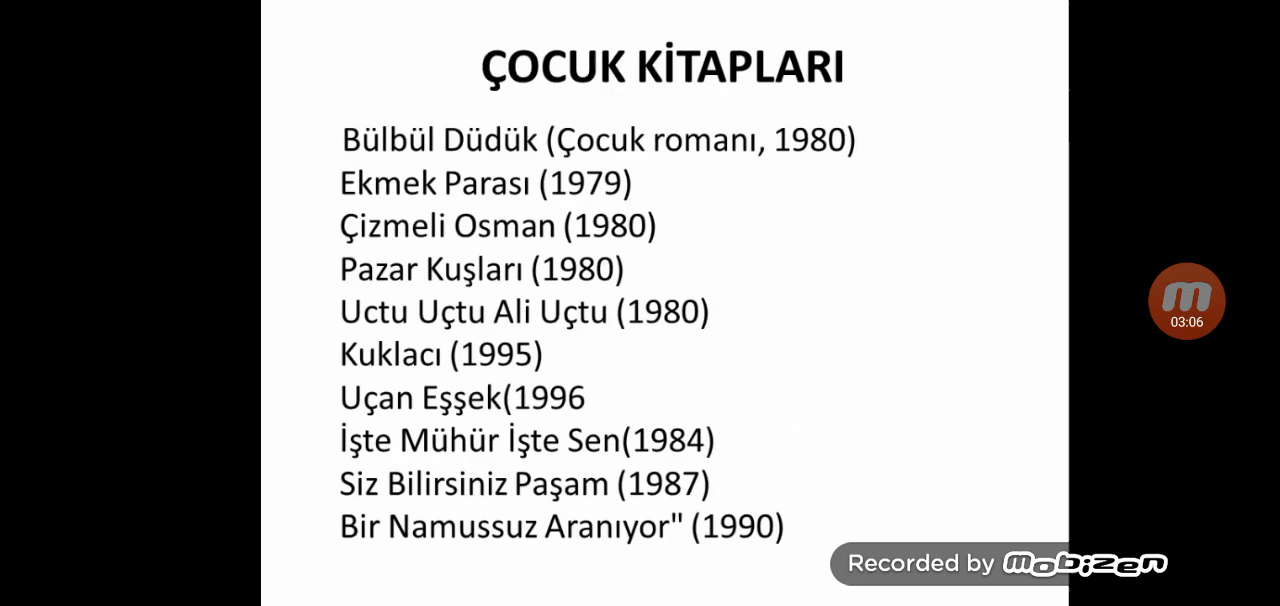 ÇOCUK KİTAPLARI
Bülbül Düdük (Çocuk romanı, 1980)
Ekmek Parası (1979)
Çizmeli Osman (1980)
Pazar Kuşları (1980)
Uctu Uçtu Ali Uçtu (1980)
Kuklacı (1995)
Uçan Eşşek(1996
İşte Mühür İşte Sen(1984)
Siz Bilirsiniz Paşam (1987)
Bir Namussuz Aranıyor" (1990)
m
03:06
Recorded by mobizen